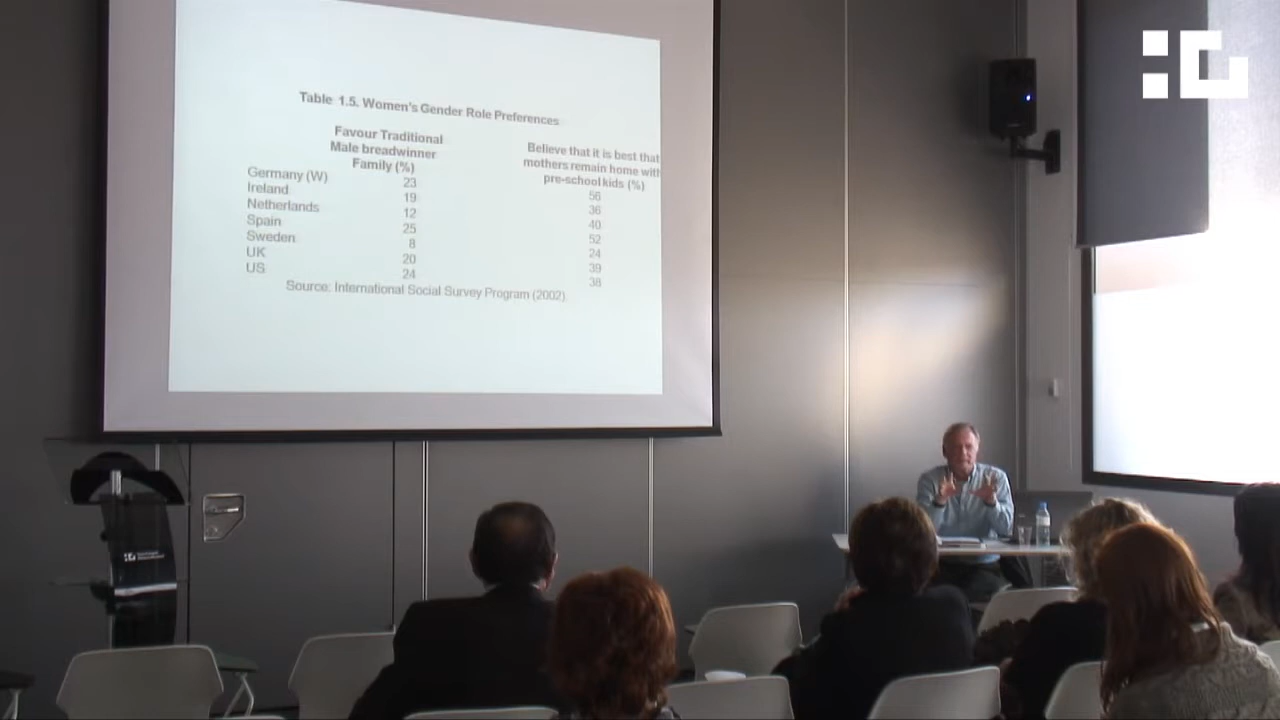 Table 1.5. Women's Gender Role Preferences
Favour Traditional
Male breadwinner
Family (%)
Believe that it is best that
mothers remain home with
pre-school kids (%)
Germany (W) 23 56
Ireland 19 36
Netherlands 12 40
Spain 25 52
Sweden 8 24
UK 20 39
US 24 38
Source: International Social Survey Program (2002)